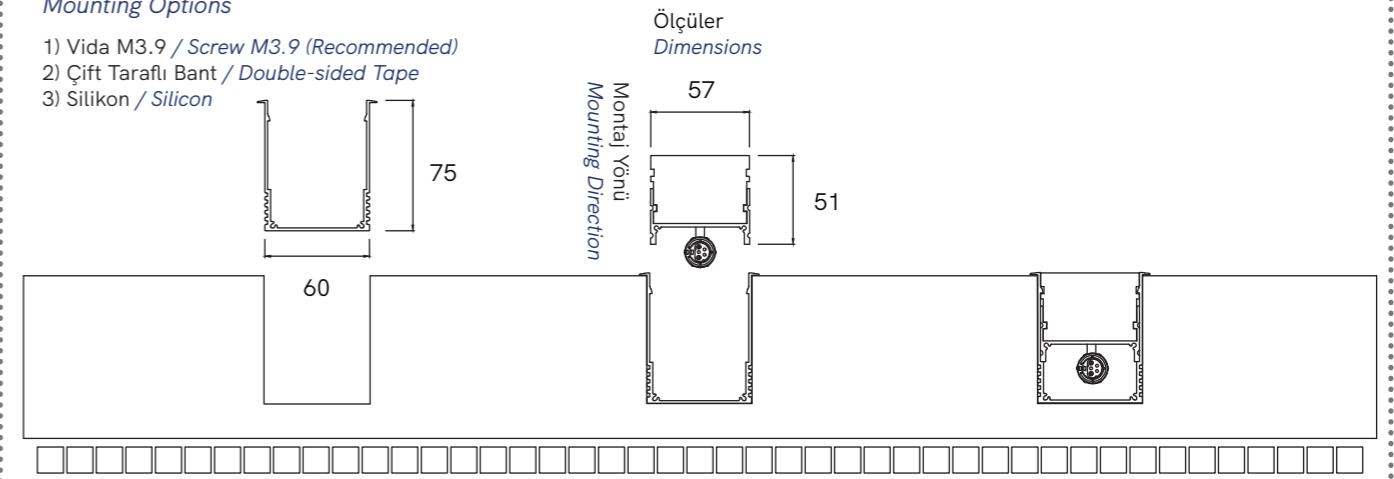 Mounting Options
1) Vida M3.9 / Screw M3.9 (Recommended)
2) Çift Taraflı Bant / Double-sided Tape
3) Silikon / Silicon
75
60
Ölçüler
Dimensions
Montaj Yönü
Mounting Direction
57
51